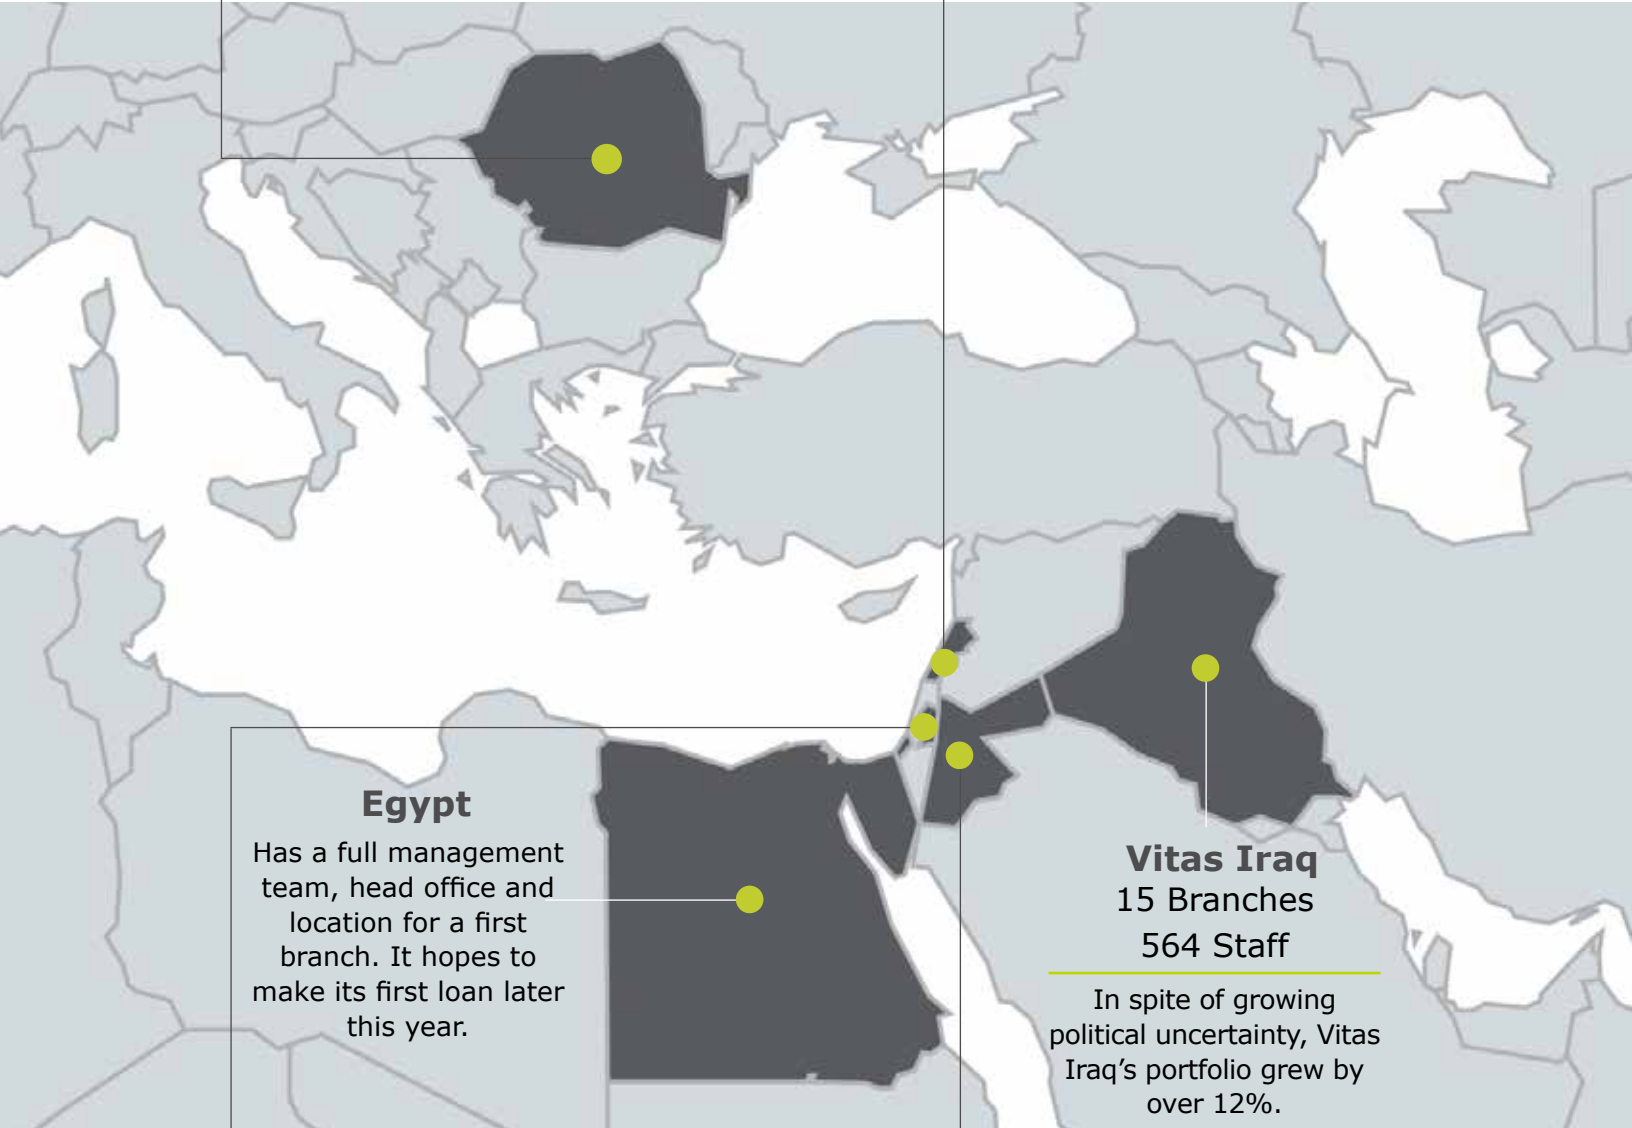 Egypt
Has a full management
team, head office and
location for a first
branch. It hopes to
make its first loan later
this year.
Vitas Iraq
15 Branches
564 Staff
In spite of growing
political uncertainty, Vitas
Iraq’s portfolio grew by
over 12%.